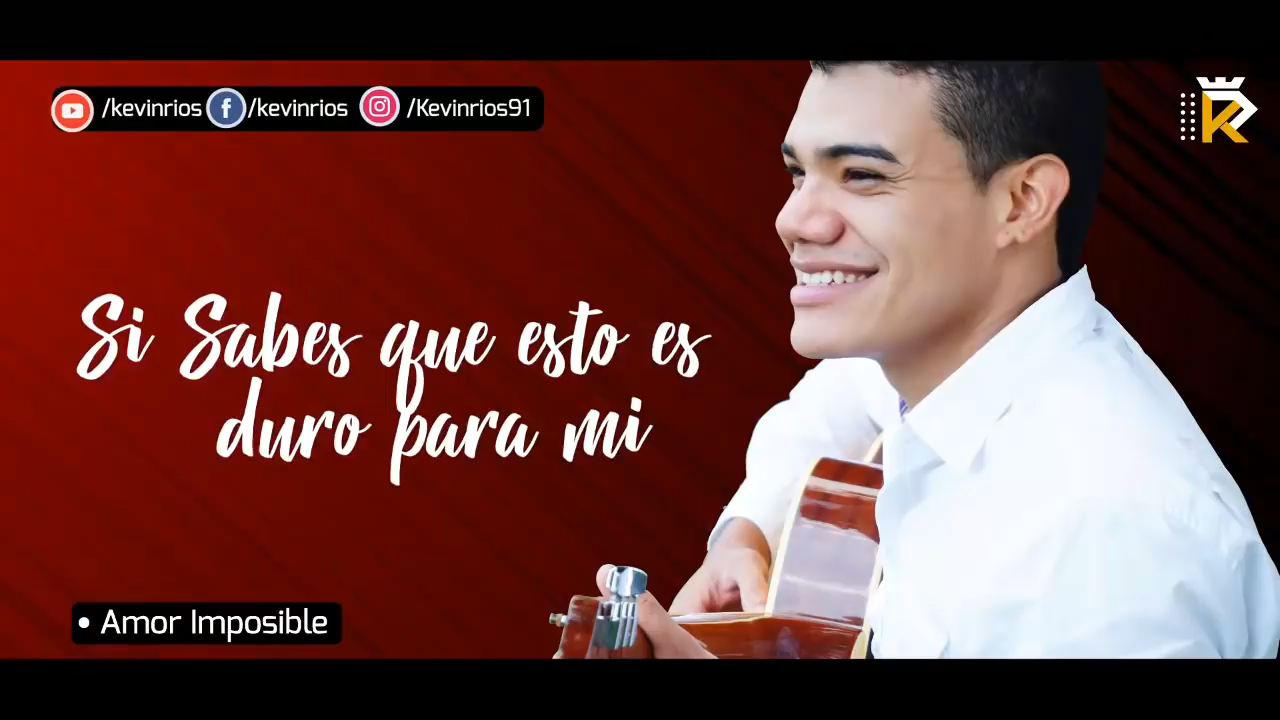 /kevinrios /kevinrios /Kevinrios91
Si Sabes que esto es
duro para mi
• Amor Imposible